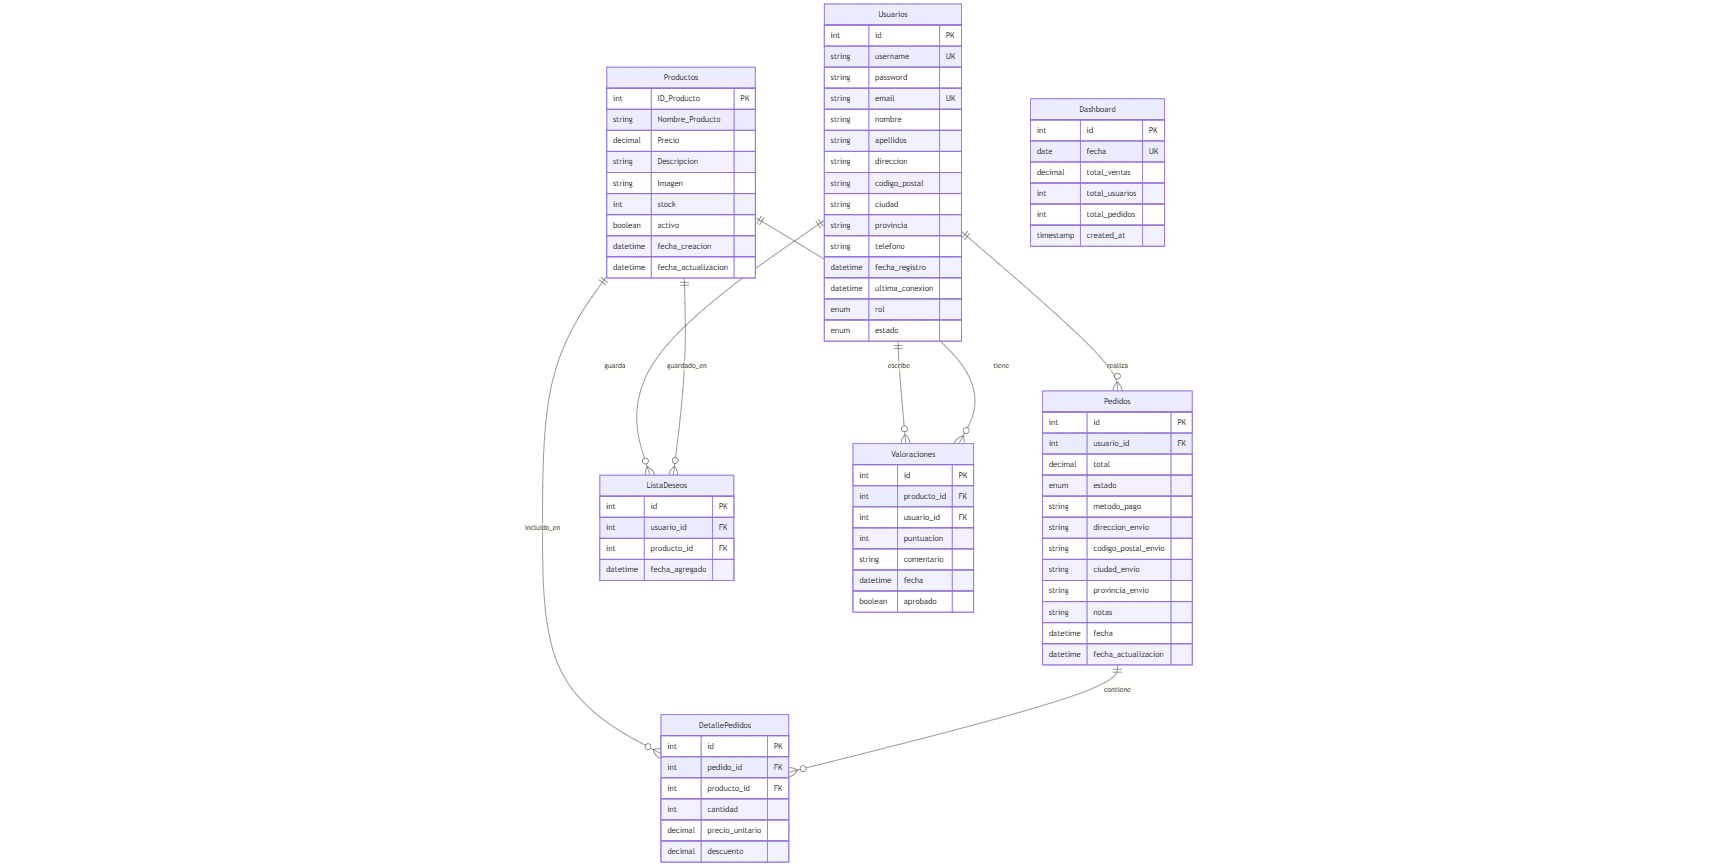 Usuarios
int id PK
string username UK
string password
string email UK
string nombre
string apellidos
string direccion
string codigo_postal
string ciudad
string provincia
string telefono
datetime fecha_registro
datetime ultima_conexion
enum rol
enum estado
Productos
int ID_Producto PK
string Nombre_Producto
decimal Precio
string Descripcion
string Imagen
int stock
boolean activo
datetime fecha_creacion
datetime fecha_actualizacion
Dashboard
int id PK
date fecha UK
decimal total_ventas
int total_usuarios
int total_pedidos
timestamp created_at
guarda
guardado_en
escribe
tiene
realiza
Pedidos
int id PK
int usuario_id FK
decimal total
enum estado
string metodo_pago
string direccion_envio
string codigo_postal_envio
string ciudad_envio
string provincia_envio
string notas
datetime fecha
datetime fecha_actualizacion
Valoraciones
int id PK
int producto_id FK
int usuario_id FK
int puntuacion
string comentario
datetime fecha
boolean aprobado
ListaDeseos
int id PK
int usuario_id FK
int producto_id FK
datetime fecha_agregado
incluido_en
contiene
DetallePedidos
int id PK
int pedido_id FK
int producto_id FK
int cantidad
decimal precio_unitario
decimal descuento